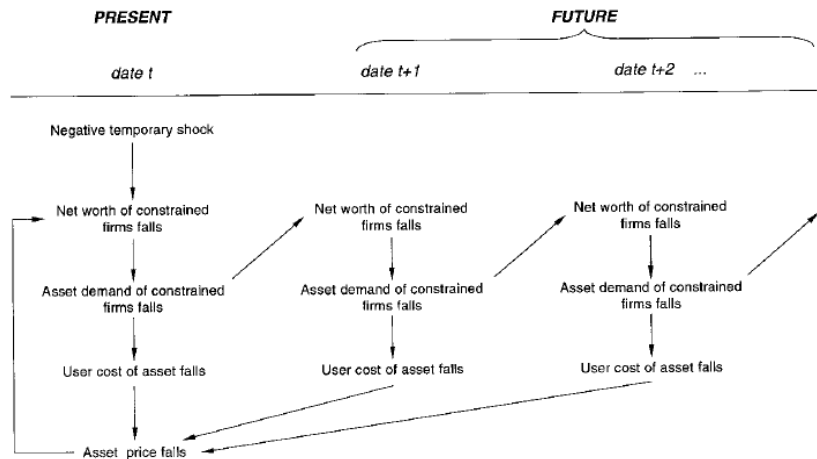 PRESENT
FUTURE
date t
date t+1
date t+2 ...
Negative temporary shock
Net worth of constrained
firms falls
Net worth of constrained
firms falls
Net worth of constrained
firms falls
Asset demand of constrained
firms falls
Asset demand of constrained
firms falls
Asset demand of constrained
firms falls
User cost of asset falls
User cost of asset falls
User cost of asset falls
Asset price falls